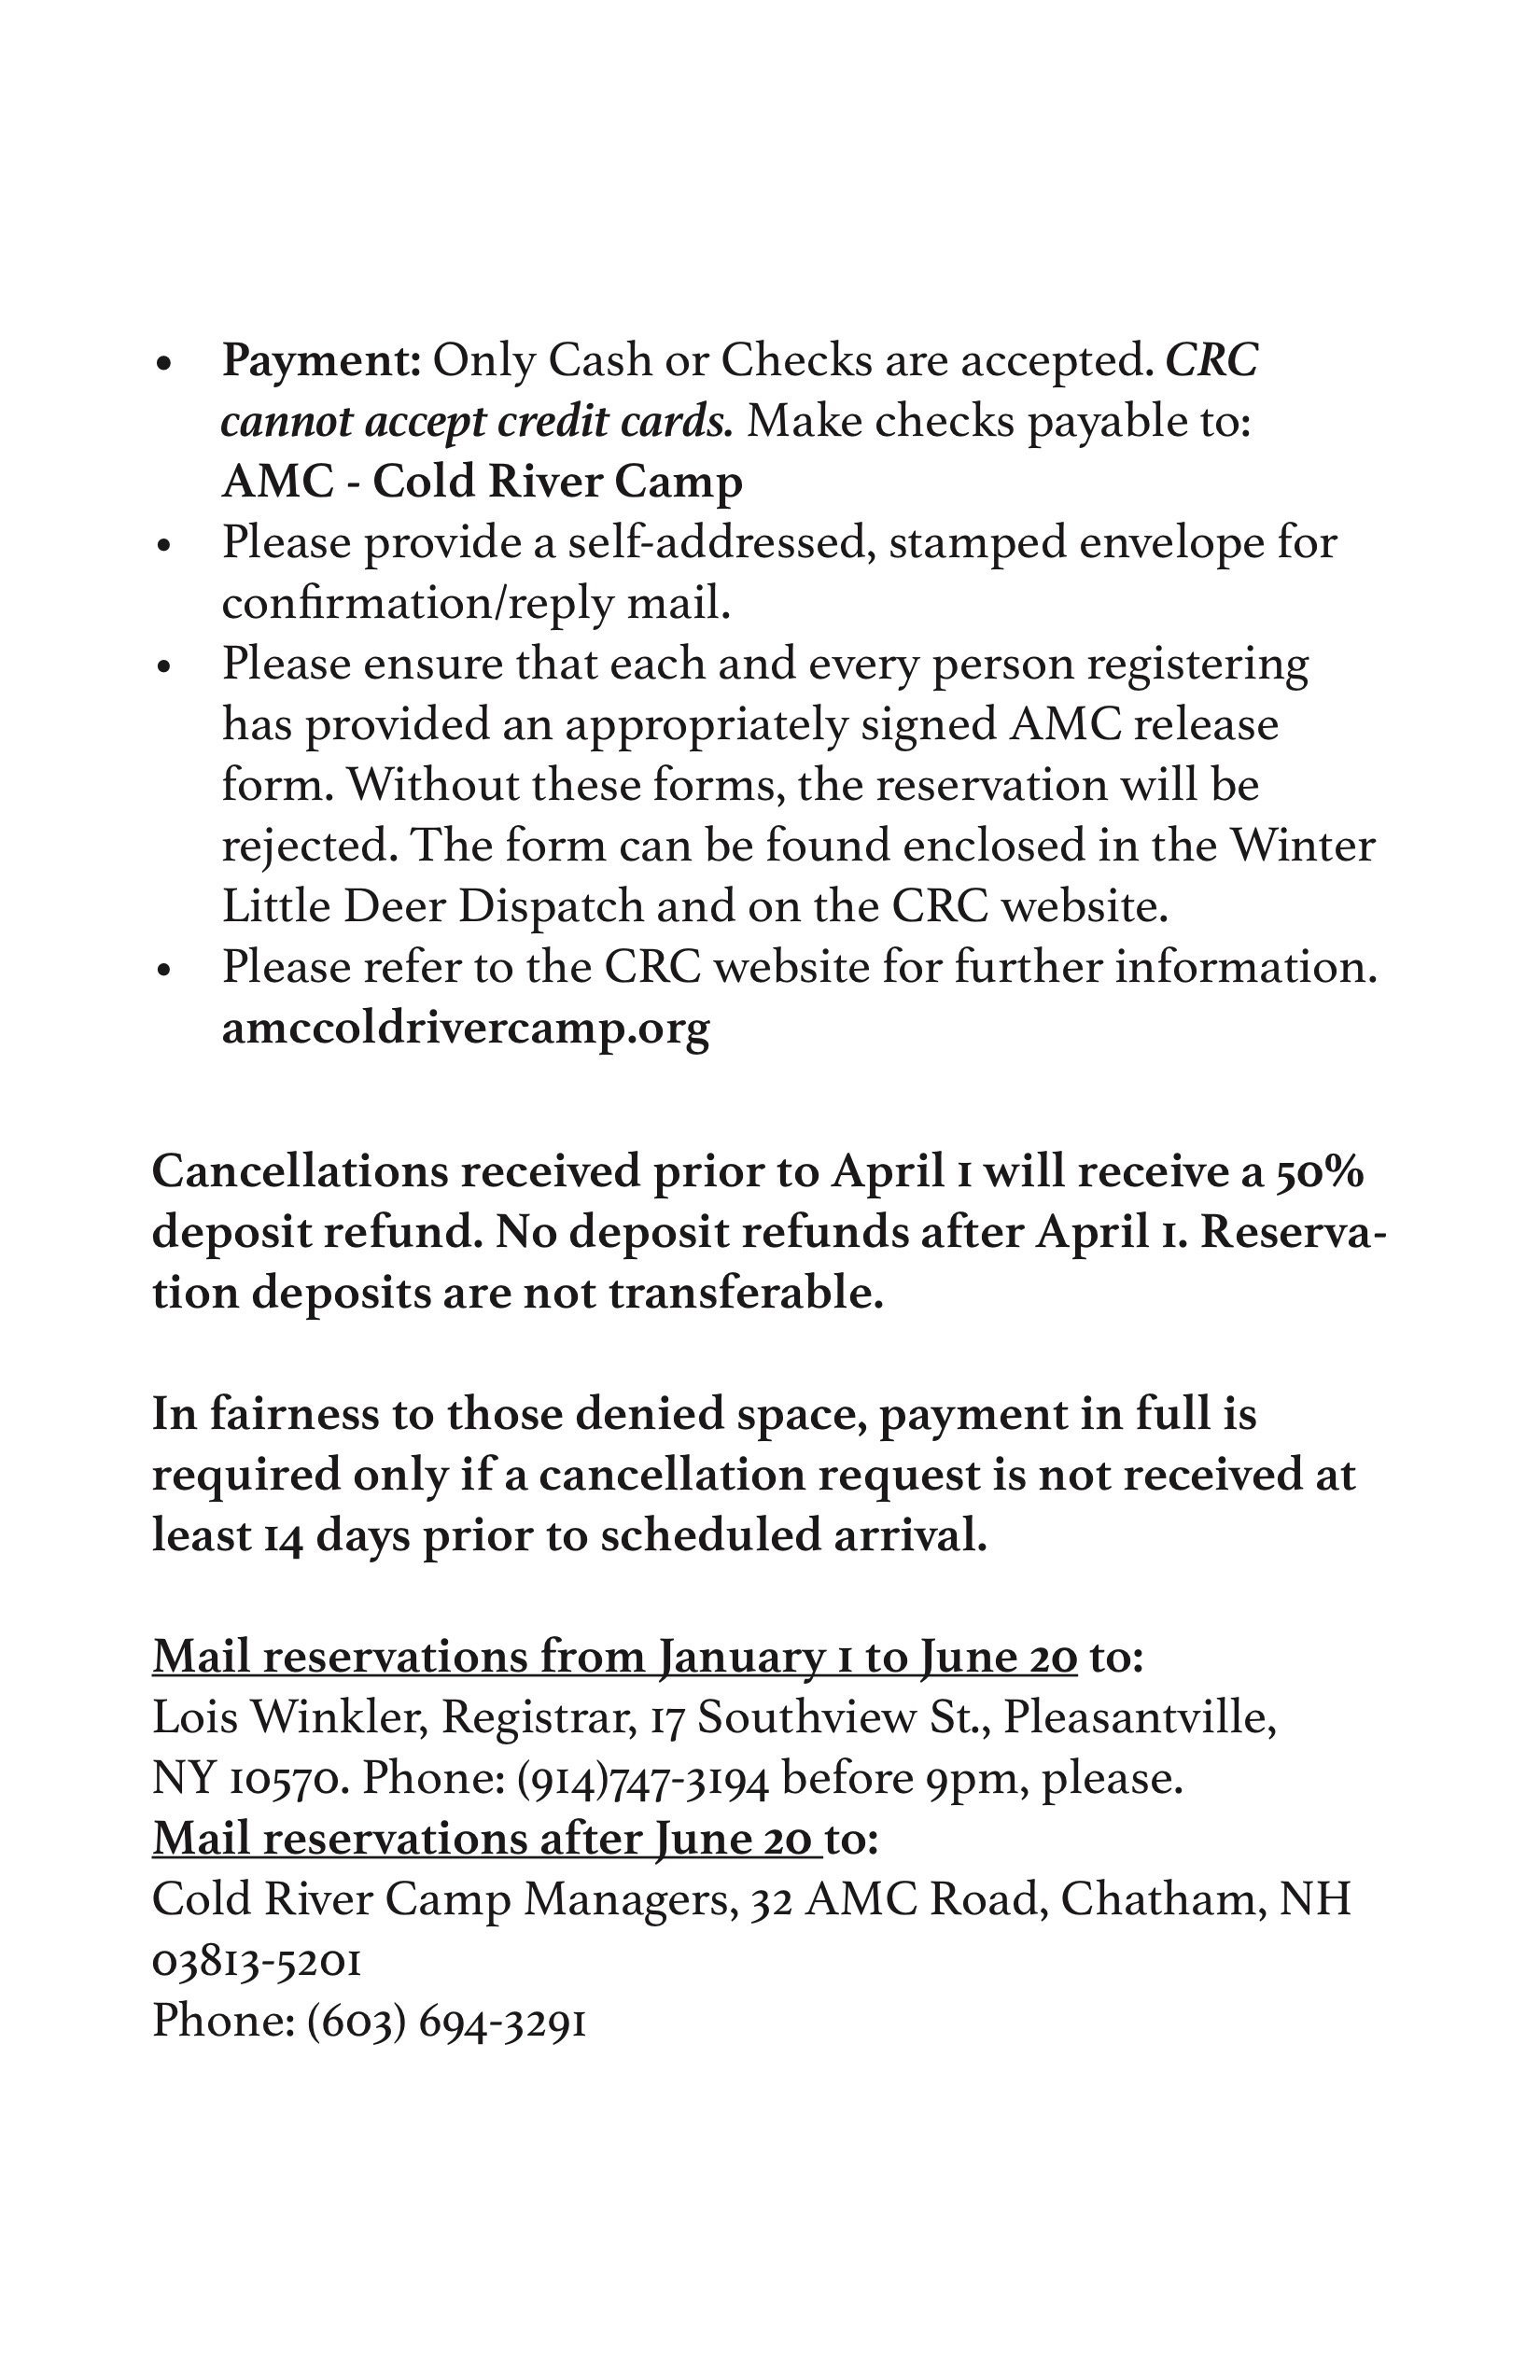 • Payment: Only Cash or Checks are accepted. CRC
cannot accept credit cards. Make checks payable to:
AMC - Cold River Camp
• Please provide a self-addressed, stamped envelope for
confirmation/reply mail.
• Please ensure that each and every person registering
has provided an appropriately signed AMC release
form. Without these forms, the reservation will be
rejected. The form can be found enclosed in the Winter
Little Deer Dispatch and on the CRC website.
• Please refer to the CRC website for further information.
amccoldrivercamp.org
Cancellations received prior to April 1 will receive a 50%
deposit refund. No deposit refunds after April 1. Reserva-
tion deposits are not transferable.
In fairness to those denied space, payment in full is
required only if a cancellation request is not received at
least 14 days prior to scheduled arrival.
Mail reservations from January 1 to June 20 to:
Lois Winkler, Registrar, 17 Southview St., Pleasantville,
NY 10570. Phone: (914)747-3194 before 9pm, please.
Mail reservations after June 20 to:
Cold River Camp Managers, 32 AMC Road, Chatham, NH
03813-5201
Phone: (603) 694-3291